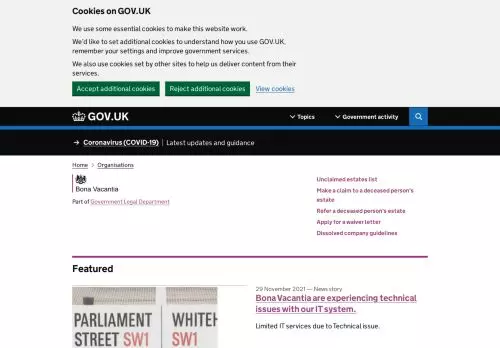 Cookies on GOV.UK
We use some essential cookies to make this website work.
We'd like to set additional cookies to understand how you use GOV.UK,
remember your settings and improve government services.
We also use cookies set by other sites to help us deliver content from their
services.
Accept additional cookies Reject additional cookies View cookies
GOV.UK Topics Government activity
→ Coronavirus (COVID-19) Latest updates and guidance
Home > Organisations
Bona Vacantia
Part of Government Legal Department
Unclaimed estates list
Make a claim to a deceased person's
estate
Refer a deceased person's estate
Apply for a waiver letter
Dissolved company guidelines
Featured
PARLIAMENT
STREET SW1
WHITEH
SW1
29 November 2021 — News story
Bona Vacantia are experiencing technical
issues with our IT system.
Limited IT services due to Technical issue.